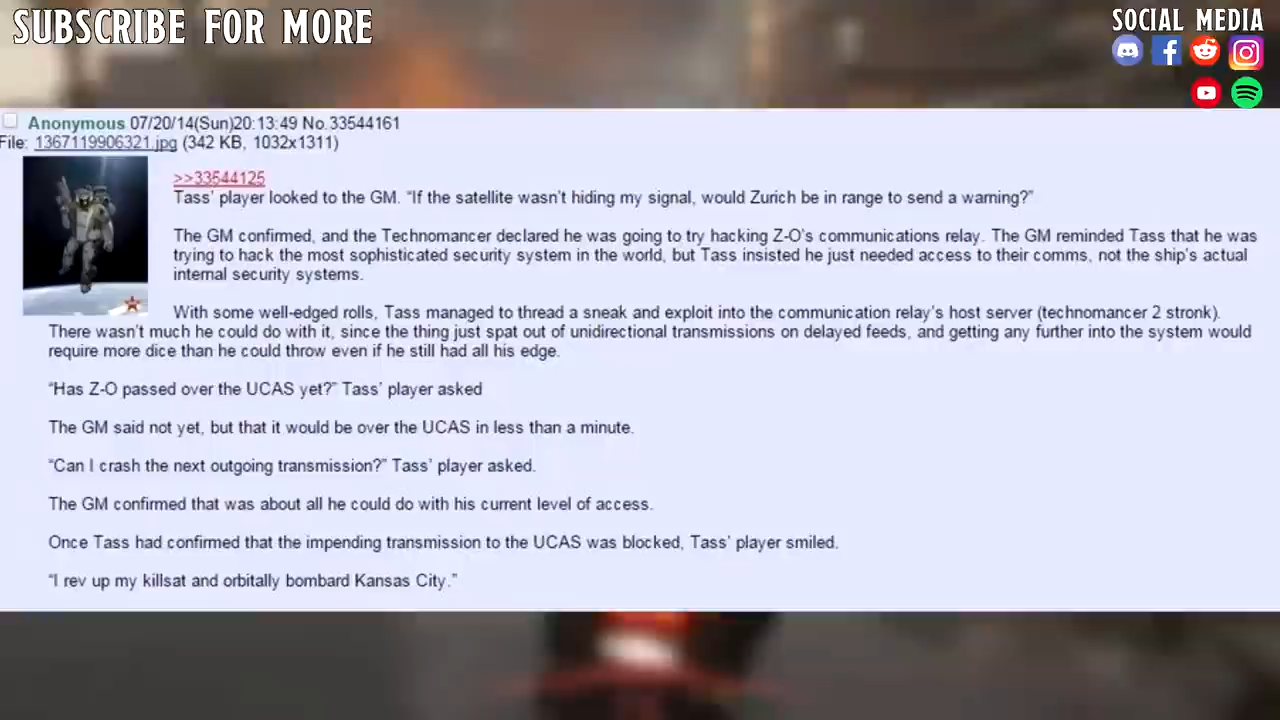 SUBSCRIBE FOR MORE
SOCIAL MEDIA
Anonymous 07/20/14(Sun)20:13:49 No.33544161
File: 1367119906321.jpg (342 KB, 1032x1311)
>>33544125
Tass’ player looked to the GM. “If the satellite wasn’t hiding my signal, would Zurich be in range to send a warning?”
The GM confirmed, and the Technomancer declared he was going to try hacking Z-O’s communications relay. The GM reminded Tass that he was
trying to hack the most sophisticated security system in the world, but Tass insisted he just needed access to their comms, not the ship’s actual
internal security systems.
With some well-edged rolls, Tass managed to thread a sneak and exploit into the communication relay’s host server (technomancer 2 stronk).
There wasn’t much he could do with it, since the thing just spat out of unidirectional transmissions on delayed feeds, and getting any further into the system would
require more dice than he could throw even if he still had all his edge.
“Has Z-O passed over the UCAS yet?” Tass’ player asked
The GM said not yet, but that it would be over the UCAS in less than a minute.
“Can I crash the next outgoing transmission?” Tass’ player asked.
The GM confirmed that was about all he could do with his current level of access.
Once Tass had confirmed that the impending transmission to the UCAS was blocked, Tass’ player smiled.
“I rev up my killsat and orbitally bombard Kansas City.”